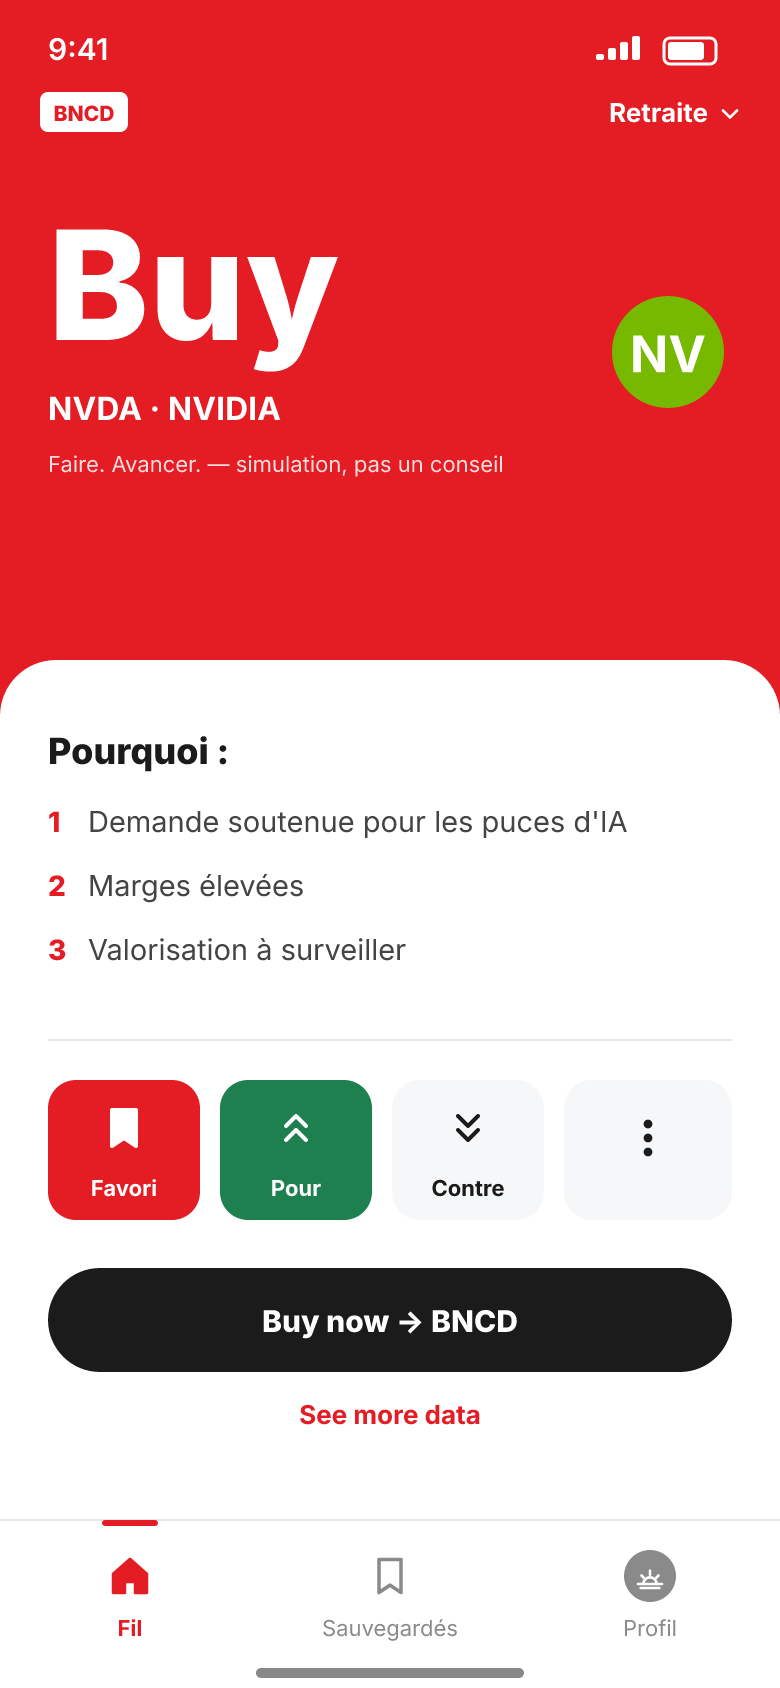 9:41
BNCD
Retraite
Buy
NV
NVDA · NVIDIA
Faire. Avancer. — simulation, pas un conseil
Pourquoi :
1 Demande soutenue pour les puces d'IA
2 Marges élevées
3 Valorisation à surveiller
Favori
Pour
Contre
Buy now → BNCD
See more data
Fil
Sauvegardés
Profil